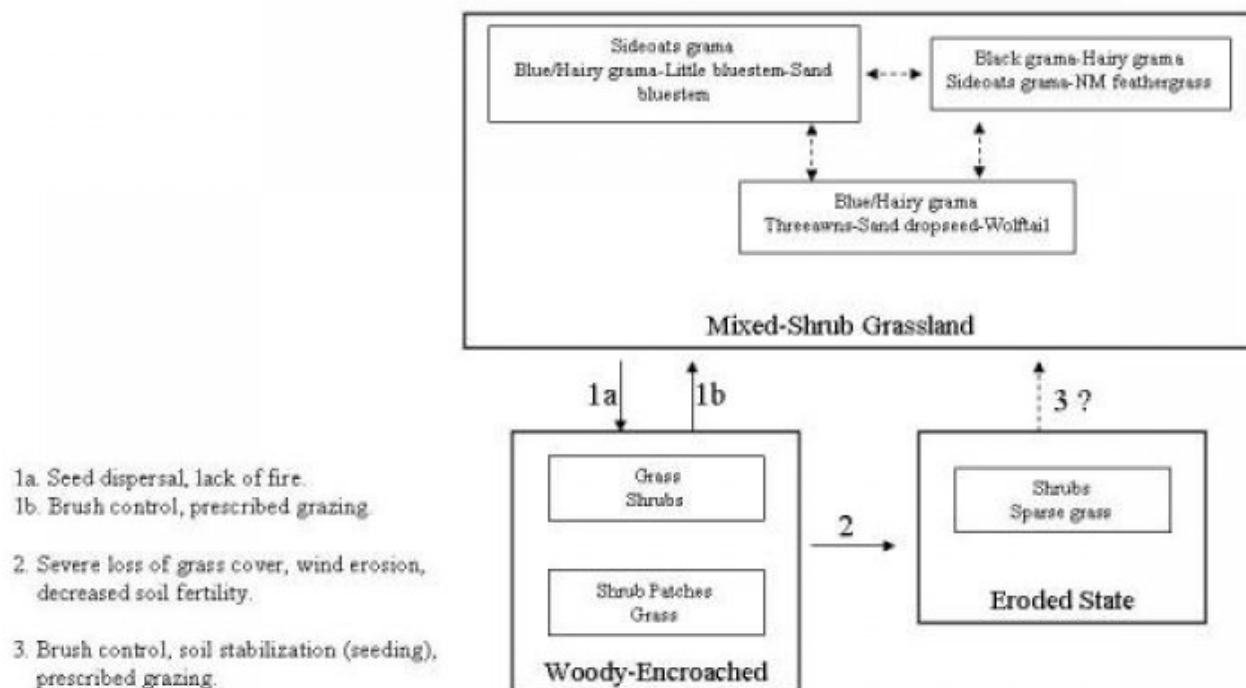 Sideoats grama
Blue/Hairy grama-Little bluestem-Sand
bluestem
Black grama-Hairy grama
Sideoats grama-NM feathergrass
Blue/Hairy grama
Threeawns-Sand dropseed-Wolftail
Mixed-Shrub Grassland
1a
1b
3 ?
1a. Seed dispersal, lack of fire.
1b. Brush control, prescribed grazing.
2. Severe loss of grass cover, wind erosion,
decreased soil fertility.
3. Brush control, soil stabilization (seeding),
prescribed grazing.
Grass
Shrubs
Shrub Patches
Grass
Woody-Encroached
2
Shrubs
Sparse grass
Eroded State